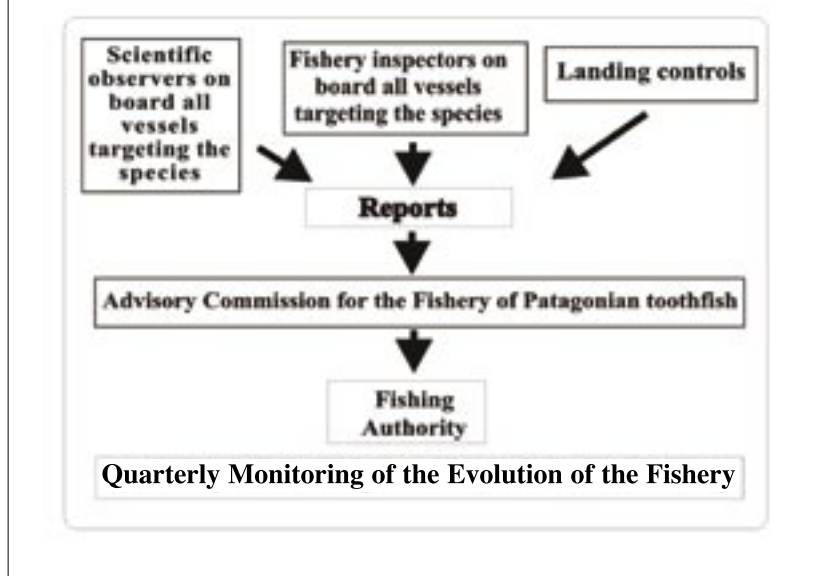 Scientific
observers on
board all
vessels
targeting the
species
Fishery inspectors on
board all vessels
targeting the species
Landing controls
Reports
Advisory Commission for the Fishery of Patagonian toothfish
Fishing
Authority
Quarterly Monitoring of the Evolution of the Fishery